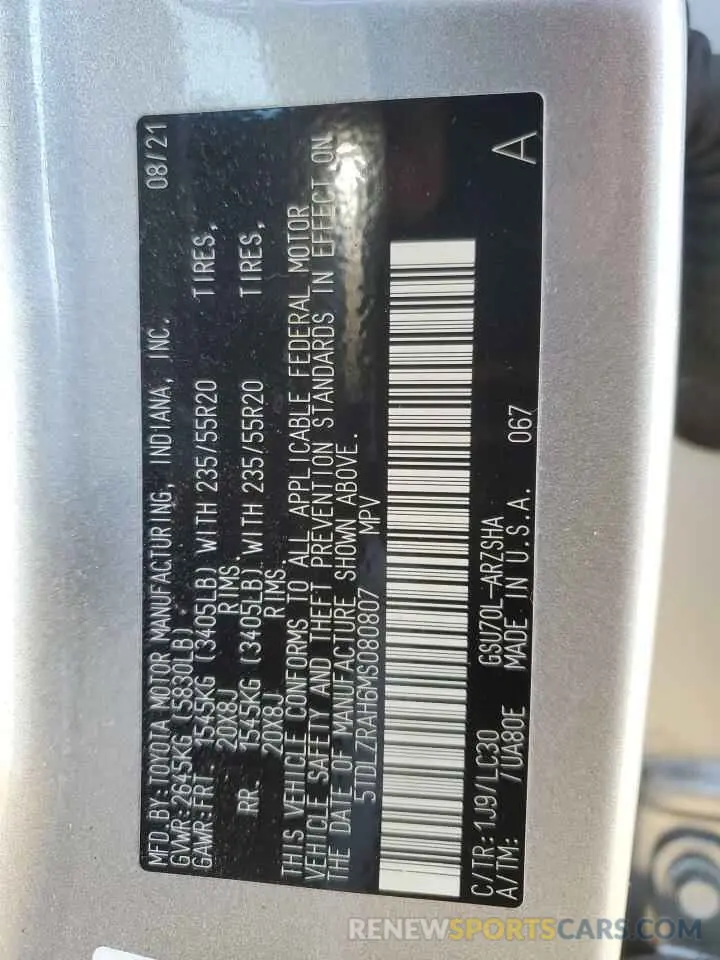 MFD.BY:TOYOTA MOTOR MANUFACTURING, INDIANA, INC. 08/21
GVWR:2645KG (5830LB)
GAWR:FRT 1545KG (3405LB) WITH 235/55R20 TIRES,
20X8J RIMS.
RR 1545KG (3405LB) WITH 235/55R20 TIRES,
20X8J RIMS.
THIS VEHICLE CONFORMS TO ALL APPLICABLE FEDERAL MOTOR
VEHICLE SAFETY AND THEFT PREVENTION STANDARDS IN EFFECT ON
THE DATE OF MANUFACTURE SHOWN ABOVE.
5TDLZRAH6MS080807 MPV
A
C/TR:1J9/LC30 GSU70L-ARZSHA
A/TM: /UA80E MADE IN U.S.A. 067
RENEWSPORTSCARS.COM